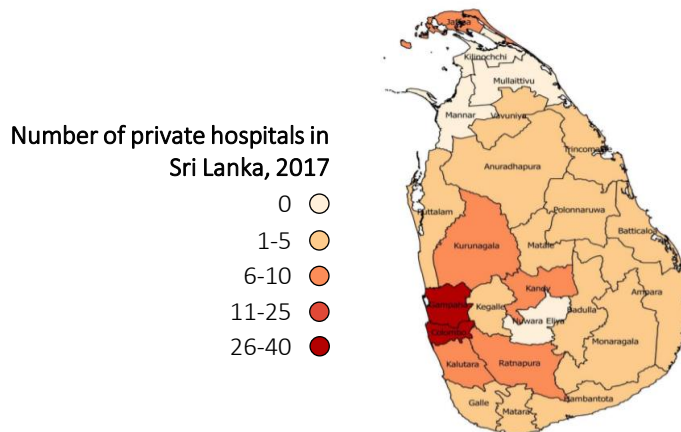 Number of private hospitals in
Sri Lanka, 2017
0
1-5
6-10
11-25
26-40
Jaffna
Kilinochchi
Mullaittivu
Mannar
Vavuniya
Trincomalee
Anuradhapura
Puttalam
Polonnaruwa
Batticaloa
Kurunagala
Matale
Kandy
Ampara
Gampaha
Kegalle
Nuwara Eliya
Badulla
Colombo
Monaragala
Kalutara
Ratnapura
Galle
Hambantota
Matara